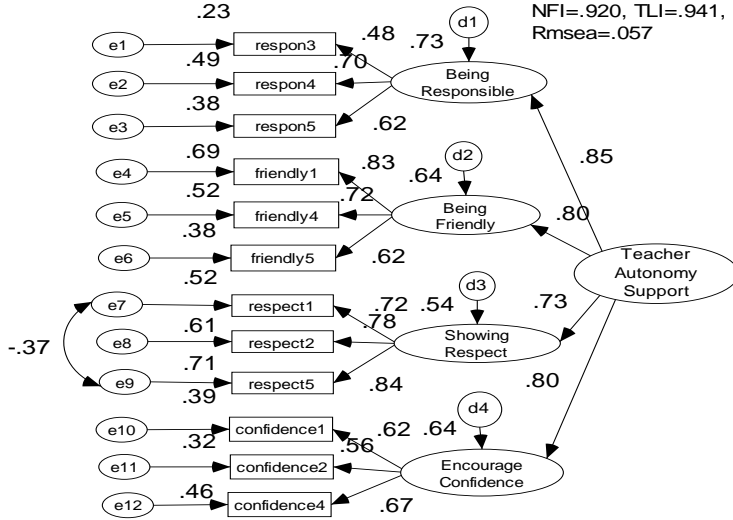 NFI=.920, TLI=.941,
Rmsea=.057
.23
e1
respon3
.48
.73
d1
.49
e2
respon4
.70
Being
Responsible
.38
e3
respon5
.62
.85
.69
e4
friendly1
.83
.64
d2
.52
e5
friendly4
.72
Being
Friendly
.80
.38
e6
friendly5
.62
Teacher
Autonomy
Support
.52
e7
respect1
.72
.54
d3
.73
.61
e8
respect2
.78
Showing
Respect
-.37
.71
e9
respect5
.84
.80
.39
e10
confidence1
.62
.64
d4
.32
e11
confidence2
.56
Encourage
Confidence
.46
e12
confidence4
.67